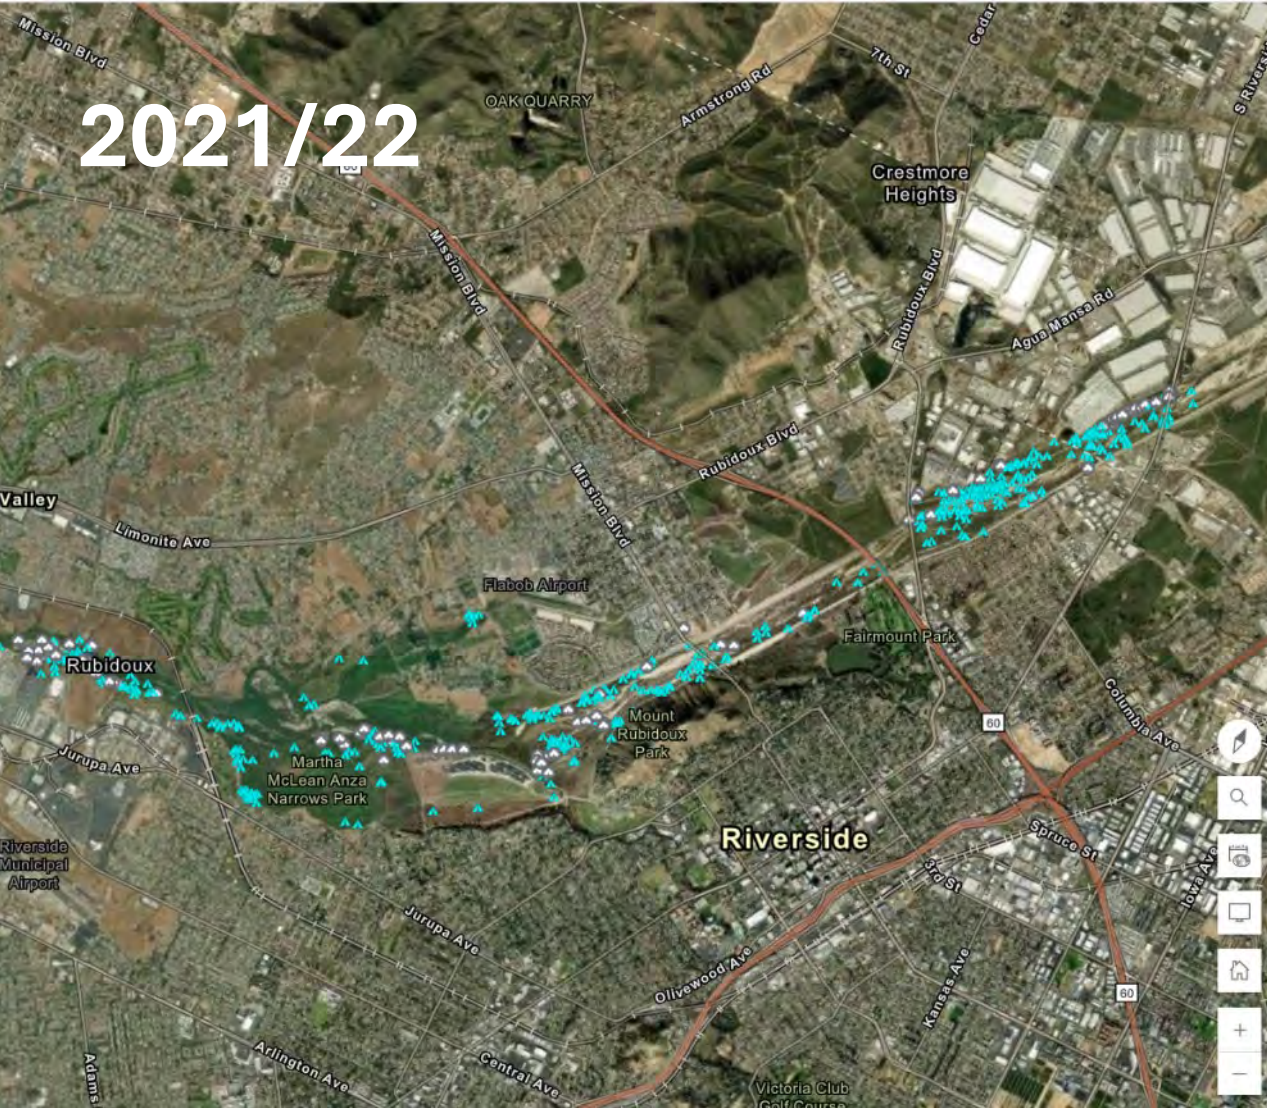 Mission Blvd
Cedar
7th St
S Rivers
OAK QUARRY
Armstrong Rd
2021/22
60
Crestmore
Heights
Mission Blvd
Rubidoux Blvd
Agua Mansa Rd
Rubidoux Blvd
Valley
Mission Blvd
Limonite Ave
Flabob Airport
Fairmount Park
Rubidoux
Columbia Ave
Mount
Rubidoux
Park
60
Jurupa Ave
Martha
McLean Anza
Narrows Park
Riverside
Riverside
Municipal
Airport
Spruce St
3rd St
Iowa Ave
Jurupa Ave
Olivewood Ave
Kansas Ave
60
Arlington Ave
Central Ave
Adams
Victoria Club
Golf Course